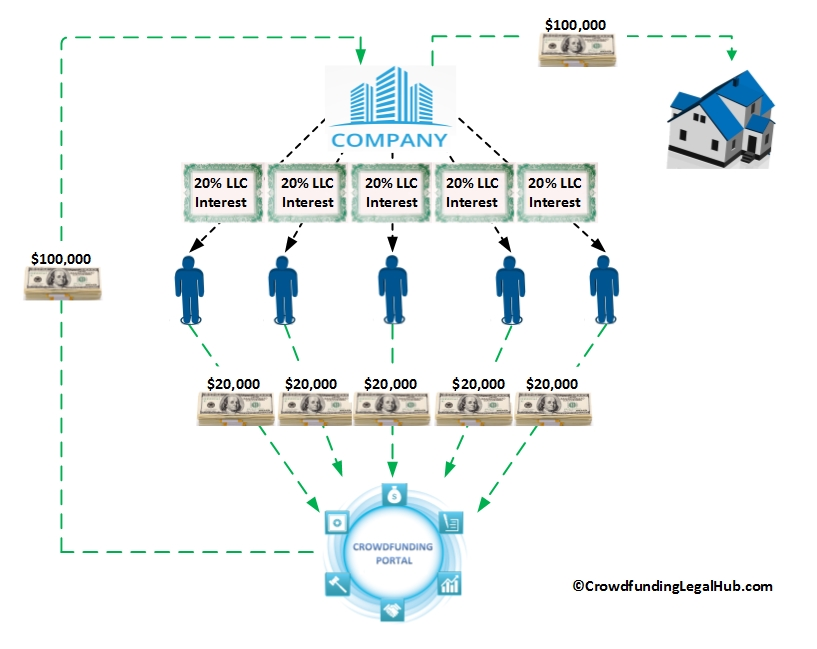 $100,000
COMPANY
20% LLC
Interest
20% LLC
Interest
20% LLC
Interest
20% LLC
Interest
20% LLC
Interest
$100,000
$20,000
$20,000
$20,000
$20,000
$20,000
CROWDFUNDING
PORTAL
©CrowdfundingLegalHub.com